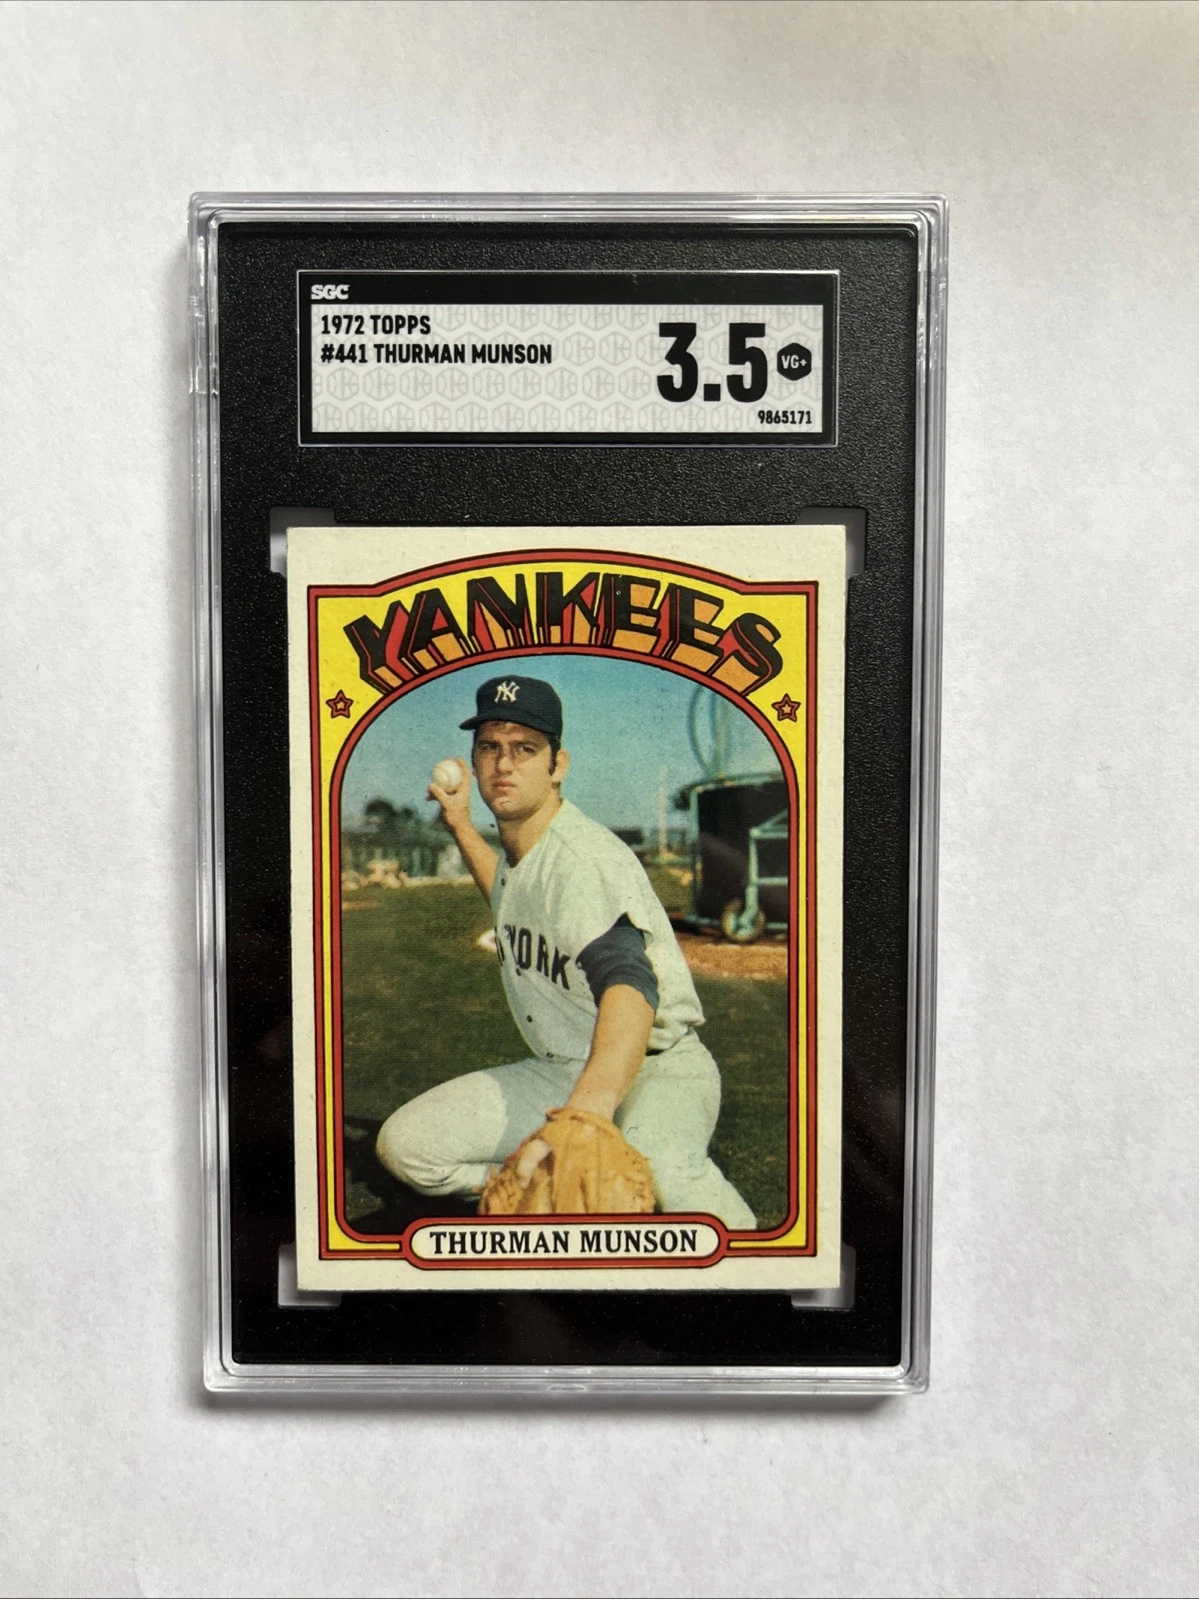 SGC
1972 TOPPS
#441 THURMAN MUNSON
3.5
VG+
9865171
YANKEES
NY
YORK
THURMAN MUNSON